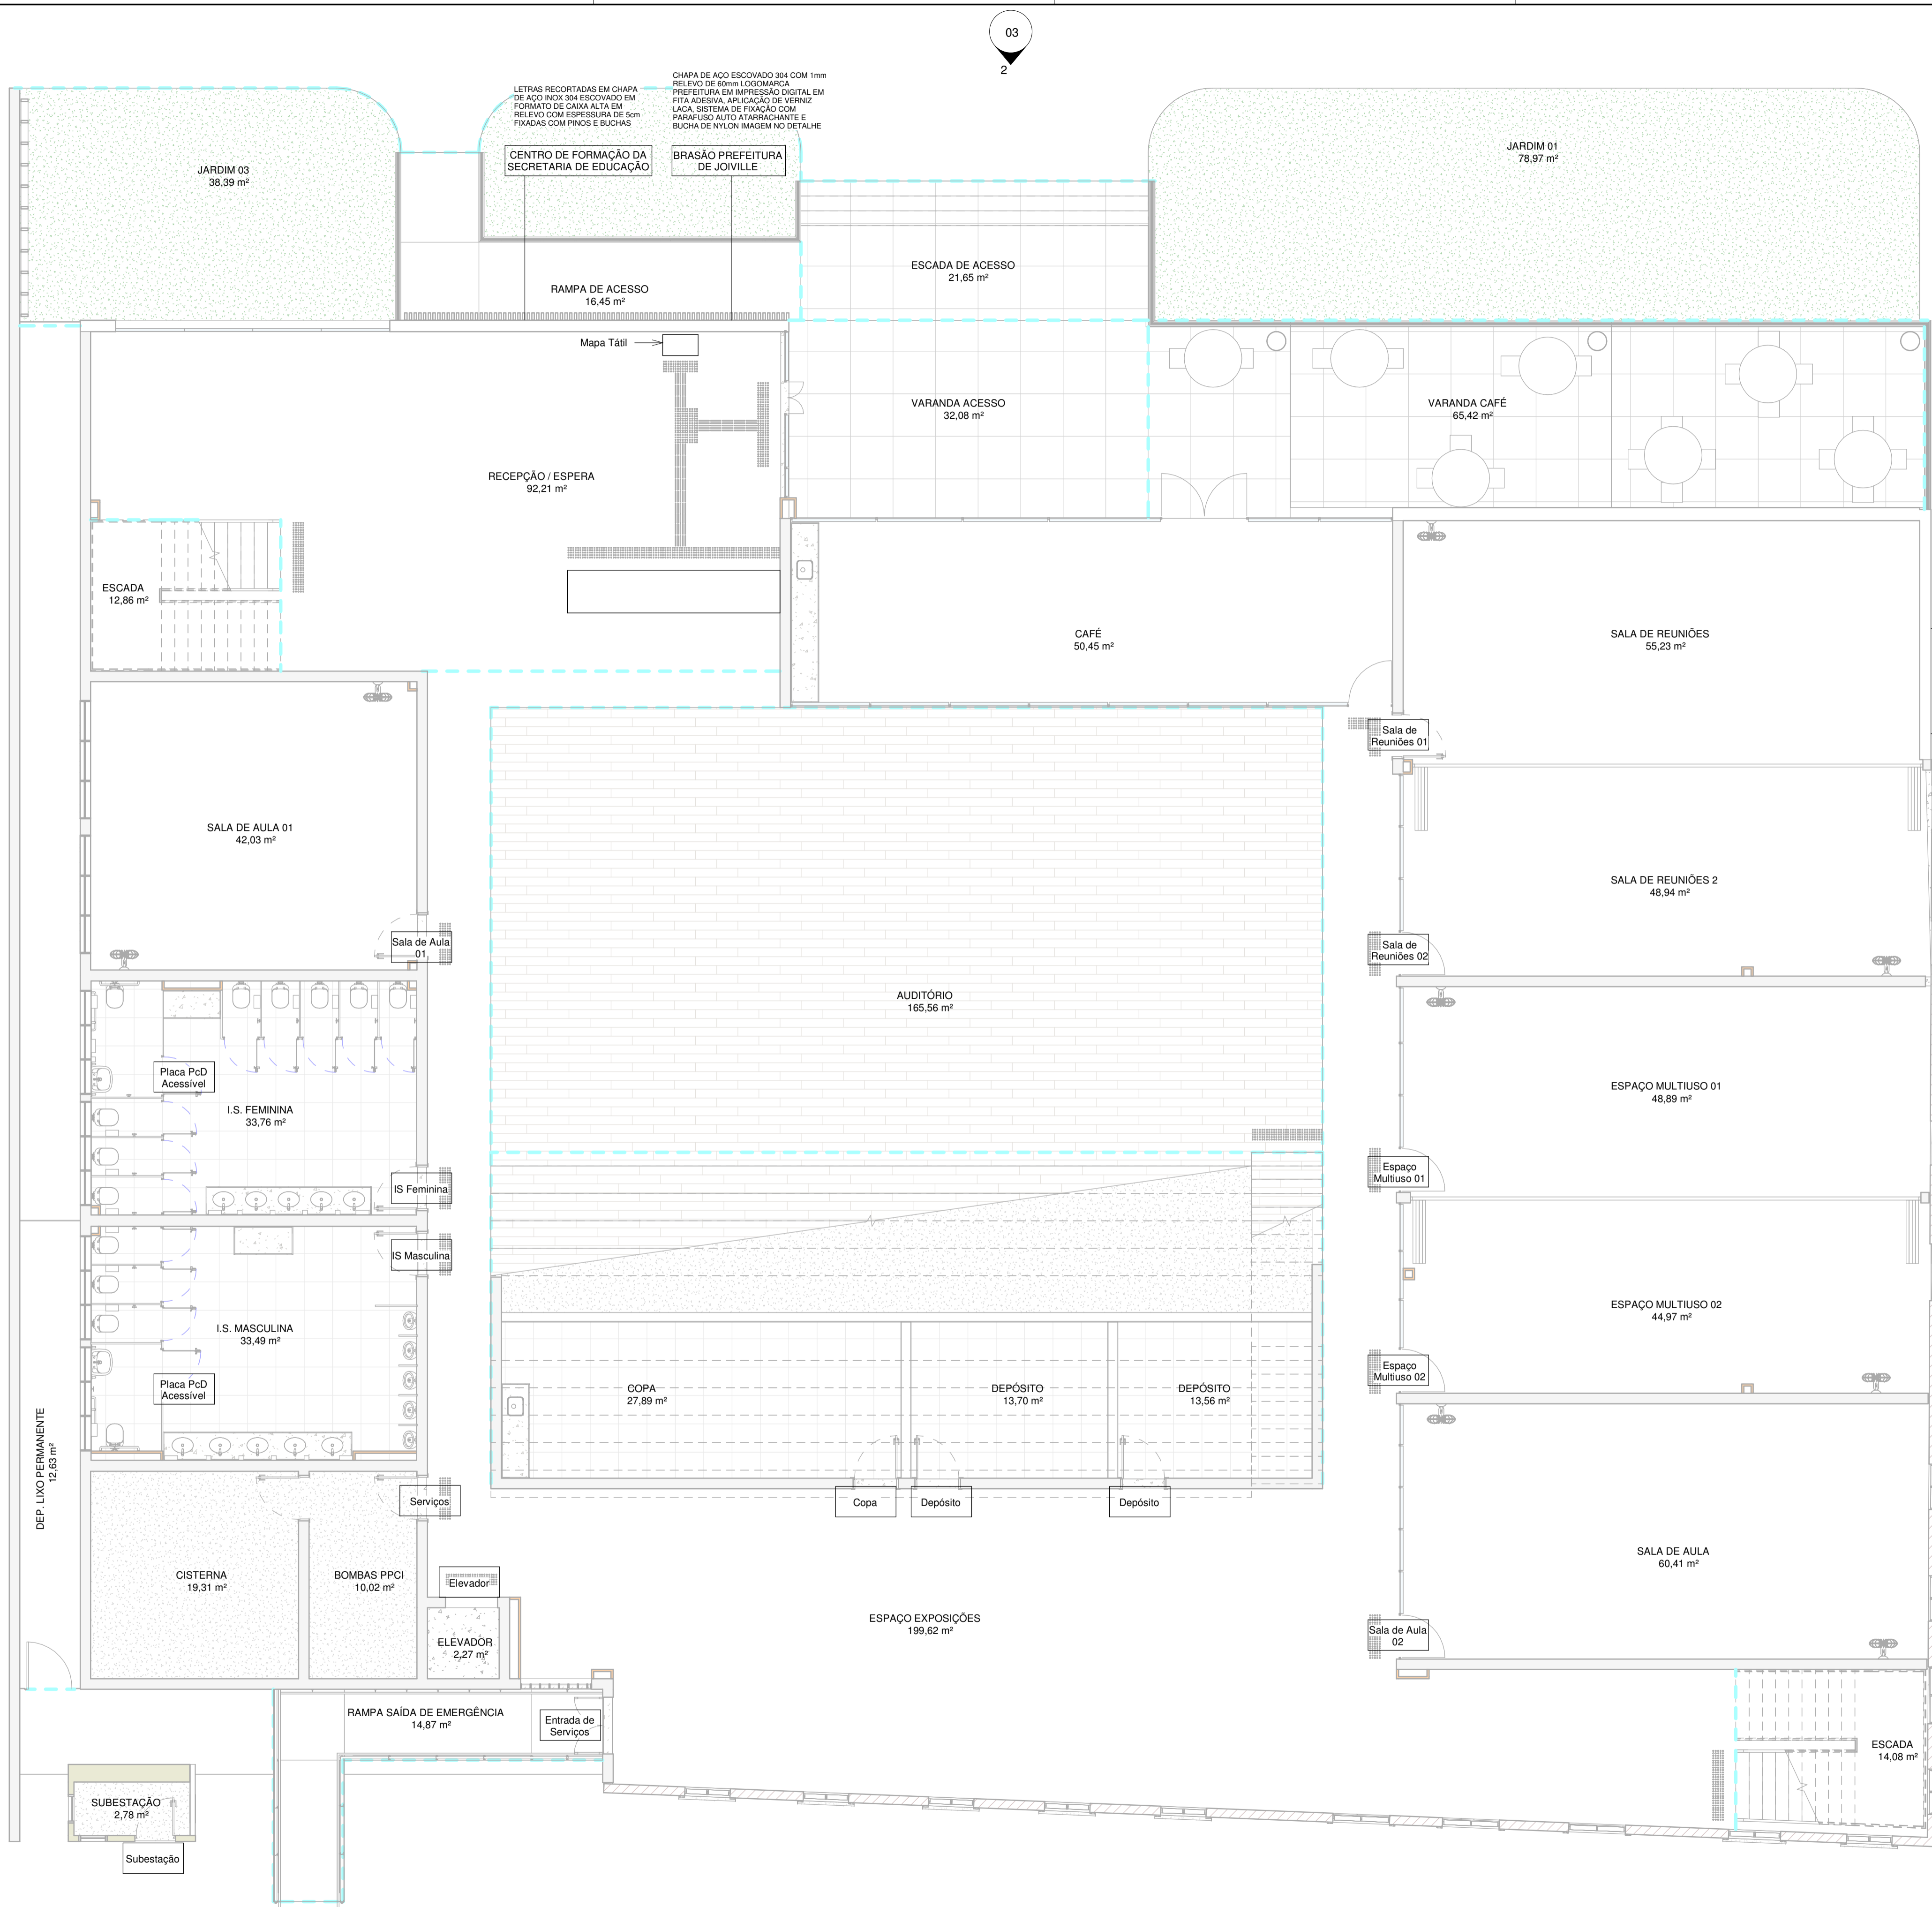 03
2
CHAPA DE AÇO ESCOVADO 304 COM 1mm
RELEVO DE 60mm LOGOMARCA
PREFEITURA EM IMPRESSÃO DIGITAL EM
FITA ADESIVA, APLICAÇÃO DE VERNIZ
LACA, SISTEMA DE FIXAÇÃO COM
PARAFUSO AUTO ATARRACHANTE E
BUCHA DE NYLON IMAGEM NO DETALHE
LETRAS RECORTADAS EM CHAPA
DE AÇO INOX 304 ESCOVADO EM
FORMATO DE CAIXA ALTA EM
RELEVO COM ESPESSURA DE 5cm
FIXADAS COM PINOS E BUCHAS
CENTRO DE FORMAÇÃO DA
SECRETARIA DE EDUCAÇÃO
BRASÃO PREFEITURA
DE JOIVILLE
JARDIM 03
38,39 m²
JARDIM 01
78,97 m²
ESCADA DE ACESSO
21,65 m²
RAMPA DE ACESSO
16,45 m²
Mapa Tátil
VARANDA ACESSO
32,08 m²
VARANDA CAFÉ
65,42 m²
RECEPÇÃO / ESPERA
92,21 m²
ESCADA
12,86 m²
CAFÉ
50,45 m²
SALA DE REUNIÕES
55,23 m²
Sala de
Reuniões 01
SALA DE AULA 01
42,03 m²
SALA DE REUNIÕES 2
48,94 m²
Sala de Aula
01
Sala de
Reuniões 02
AUDITÓRIO
165,56 m²
Placa PcD
Acessível
I.S. FEMININA
33,76 m²
ESPAÇO MULTIUSO 01
48,89 m²
IS Feminina
Espaço
Multiuso 01
IS Masculina
I.S. MASCULINA
33,49 m²
ESPAÇO MULTIUSO 02
44,97 m²
Placa PcD
Acessível
COPA
27,89 m²
DEPÓSITO
13,70 m²
DEPÓSITO
13,56 m²
Espaço
Multiuso 02
DEP. LIXO PERMANENTE
12,63 m²
Serviços
Copa
Depósito
Depósito
CISTERNA
19,31 m²
BOMBAS PPCI
10,02 m²
Elevador
SALA DE AULA
60,41 m²
ELEVADOR
2,27 m²
ESPAÇO EXPOSIÇÕES
199,62 m²
Sala de Aula
02
RAMPA SAÍDA DE EMERGÊNCIA
14,87 m²
Entrada de
Serviços
ESCADA
14,08 m²
SUBESTAÇÃO
2,78 m²
Subestação